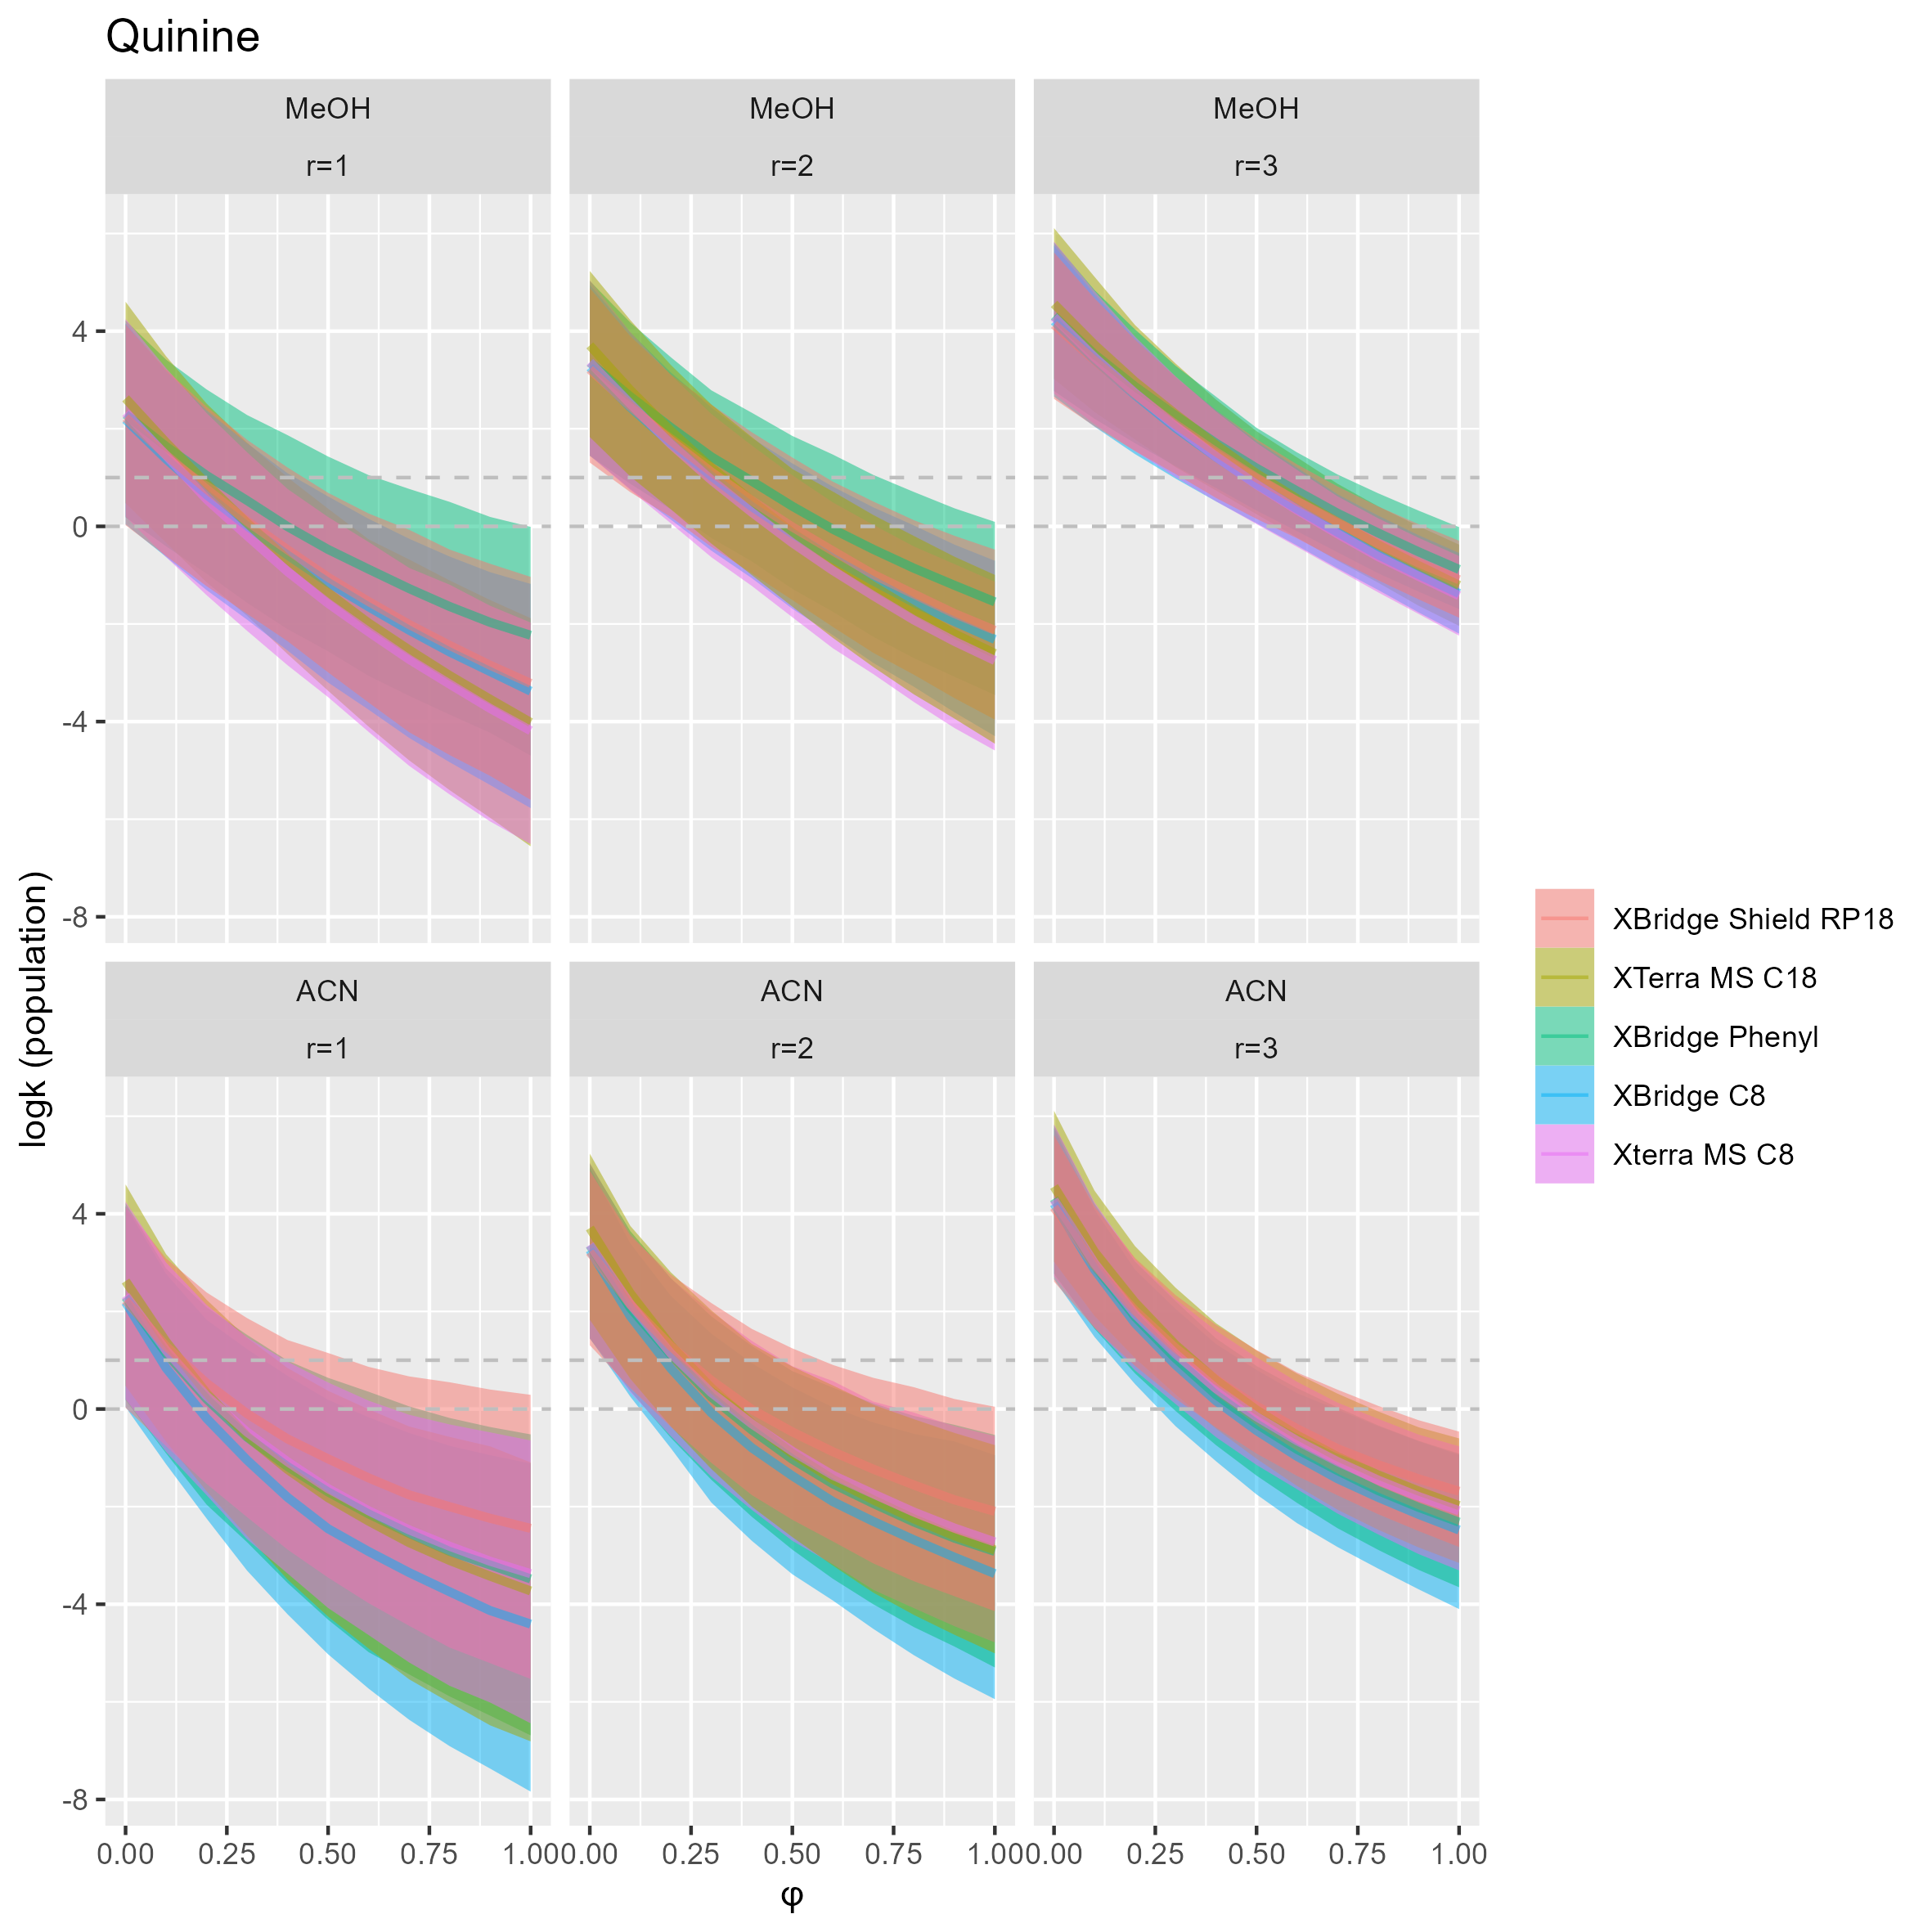 Quinine
MeOH
r=1
MeOH
r=2
MeOH
r=3
4
0
-4
-8
ACN
r=1
ACN
r=2
ACN
r=3
4
0
-4
-8
0.00 0.25 0.50 0.75 1.00
0.00 0.25 0.50 0.75 1.00
0.00 0.25 0.50 0.75 1.00
φ
logk (population)
XBridge Shield RP18
XTerra MS C18
XBridge Phenyl
XBridge C8
Xterra MS C8